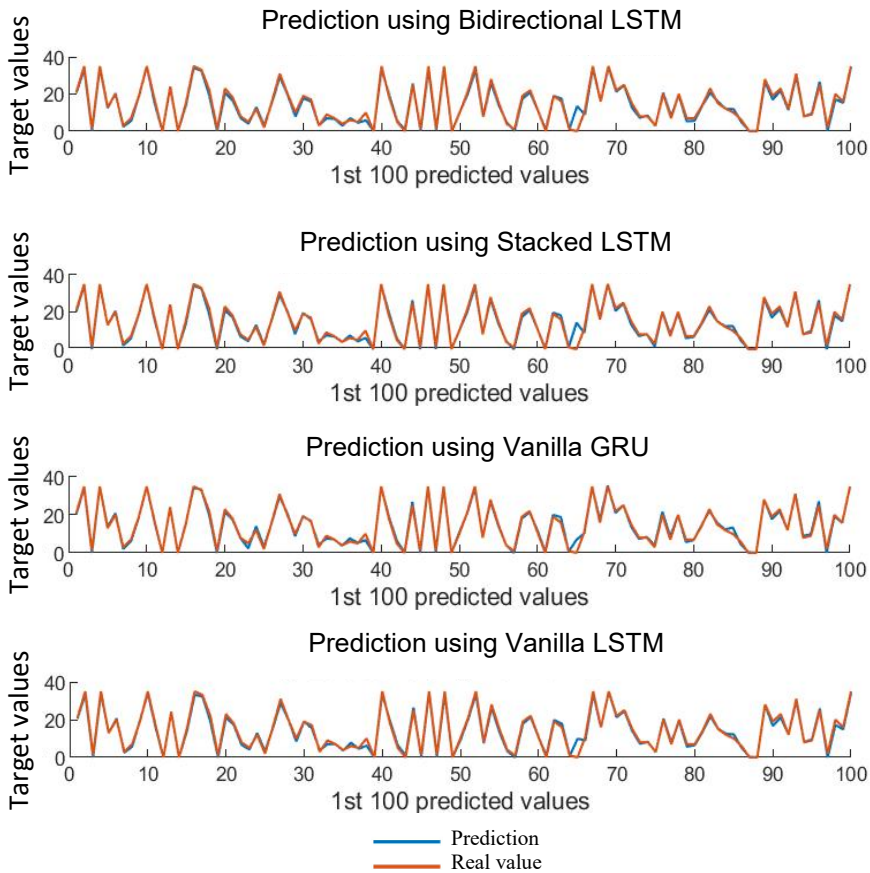 Prediction using Bidirectional LSTM
Target values
40
20
0
0 10 20 30 40 50 60 70 80 90 100
1st 100 predicted values
Prediction using Stacked LSTM
Target values
40
20
0
0 10 20 30 40 50 60 70 80 90 100
1st 100 predicted values
Prediction using Vanilla GRU
Target values
40
20
0
0 10 20 30 40 50 60 70 80 90 100
1st 100 predicted values
Prediction using Vanilla LSTM
Target values
40
20
0
0 10 20 30 40 50 60 70 80 90 100
1st 100 predicted values
Prediction
Real value